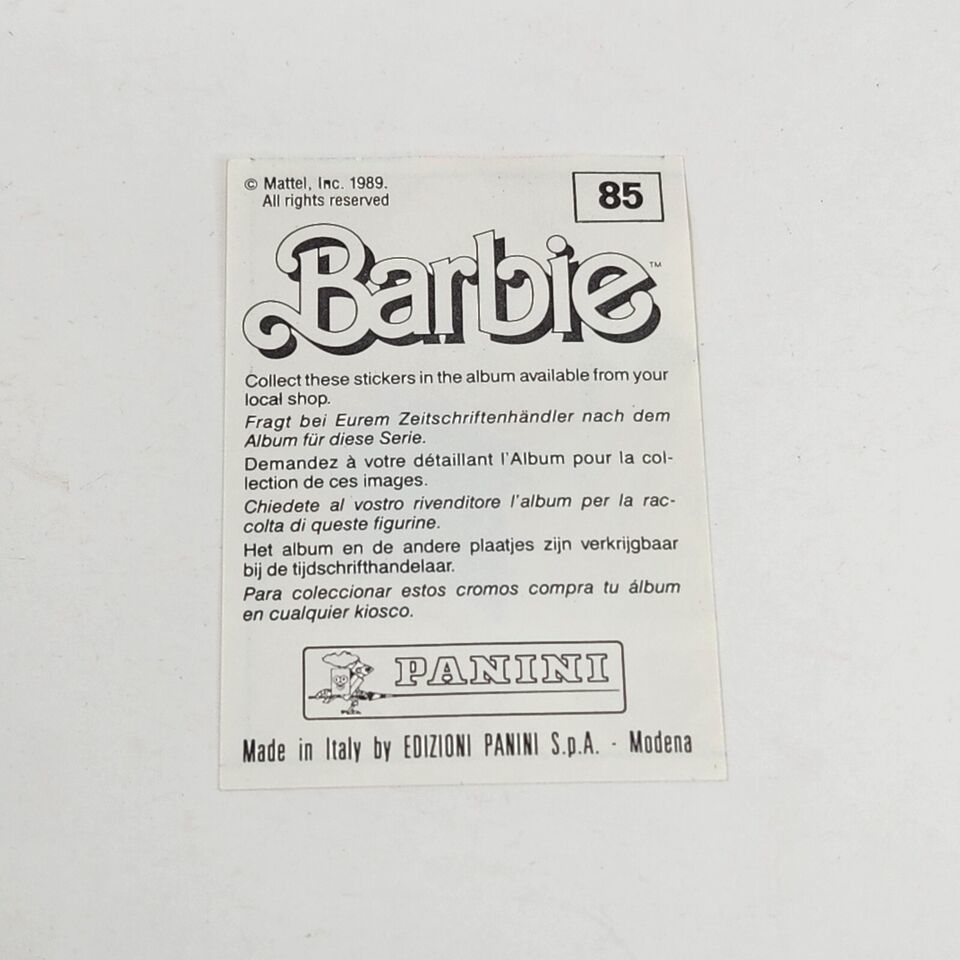 © Mattel, Inc. 1989.
All rights reserved
85
Barbie™
Collect these stickers in the album available from your
local shop.
Fragt bei Eurem Zeitschriftenhändler nach dem
Album für diese Serie.
Demandez à votre détaillant l'Album pour la col-
lection de ces images.
Chiedete al vostro rivenditore l'album per la rac-
colta di queste figurine.
Het album en de andere plaatjes zijn verkrijgbaar
bij de tijdschrifthandelaar.
Para coleccionar estos cromos compra tu álbum
en cualquier kiosco.
PANINI
Made in Italy by EDIZIONI PANINI S.p.A. - Modena